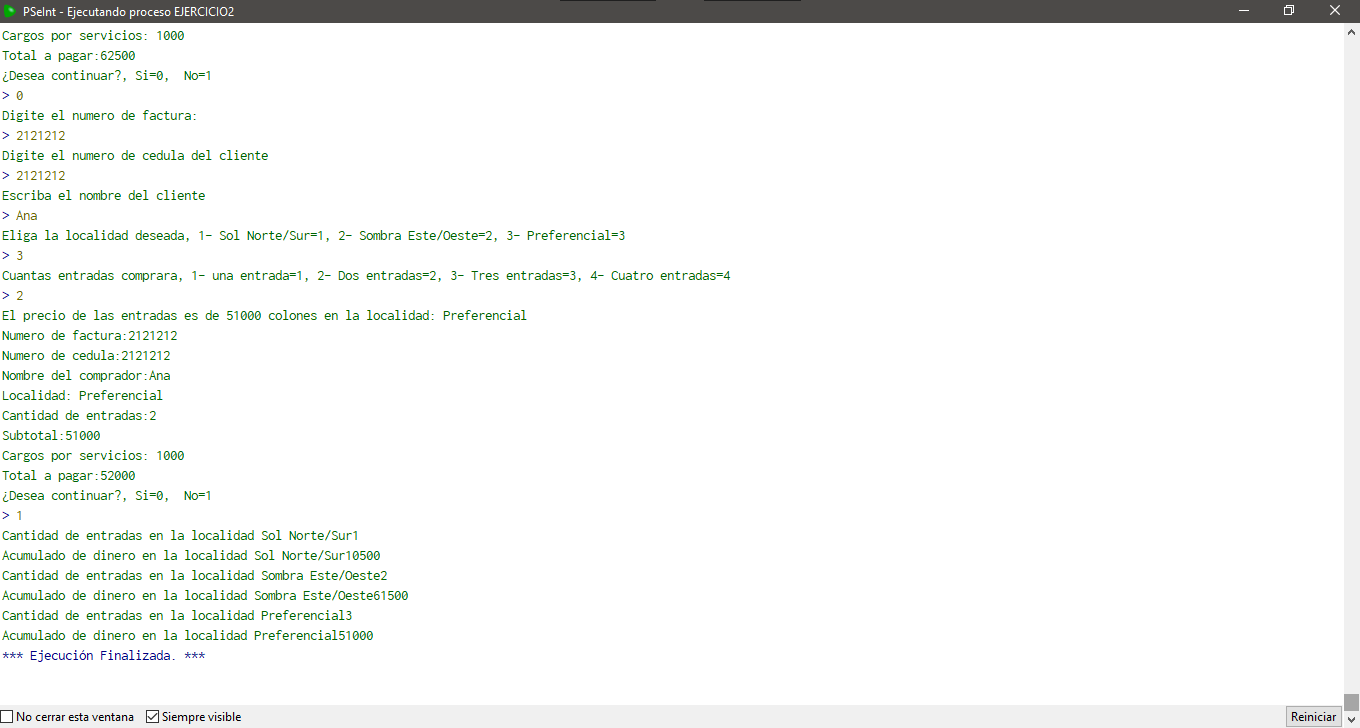 PSeInt - Ejecutando proceso EJERCICIO2
Cargos por servicios: 1000
Total a pagar:62500
¿Desea continuar?, Si=0,  No=1
> 0
Digite el numero de factura:
> 2121212
Digite el numero de cedula del cliente
> 2121212
Escriba el nombre del cliente
> Ana
Eliga la localidad deseada, 1- Sol Norte/Sur=1, 2- Sombra Este/Oeste=2, 3- Preferencial=3
> 3
Cuantas entradas comprara, 1- una entrada=1, 2- Dos entradas=2, 3- Tres entradas=3, 4- Cuatro entradas=4
> 2
El precio de las entradas es de 51000 colones en la localidad: Preferencial
Numero de factura:2121212
Numero de cedula:2121212
Nombre del comprador:Ana
Localidad: Preferencial
Cantidad de entradas:2
Subtotal:51000
Cargos por servicios: 1000
Total a pagar:52000
¿Desea continuar?, Si=0,  No=1
> 1
Cantidad de entradas en la localidad Sol Norte/Sur1
Acumulado de dinero en la localidad Sol Norte/Sur10500
Cantidad de entradas en la localidad Sombra Este/Oeste2
Acumulado de dinero en la localidad Sombra Este/Oeste61500
Cantidad de entradas en la localidad Preferencial3
Acumulado de dinero en la localidad Preferencial51000
*** Ejecución Finalizada. ***
No cerrar esta ventana Siempre visible Reiniciar